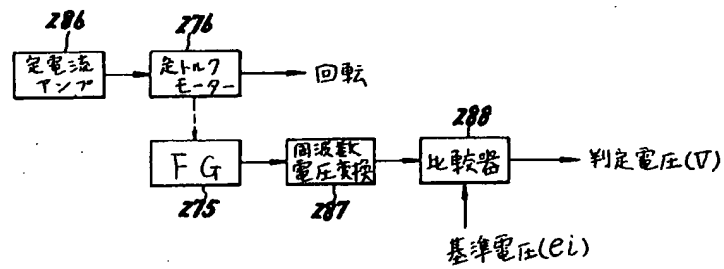 286
276
定電流
アンプ
定トルク
モーター
回転
288
FG
周波数
電圧変換
比較器
判定電圧(V)
275
287
基準電圧(ei)